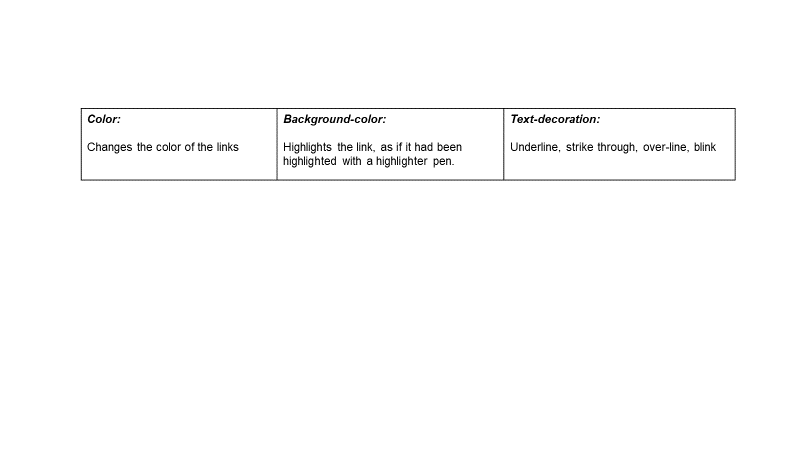 Color:
Changes the color of the links
Background-color:
Highlights the link, as if it had been
highlighted with a highlighter pen.
Text-decoration:
Underline, strike through, over-line, blink